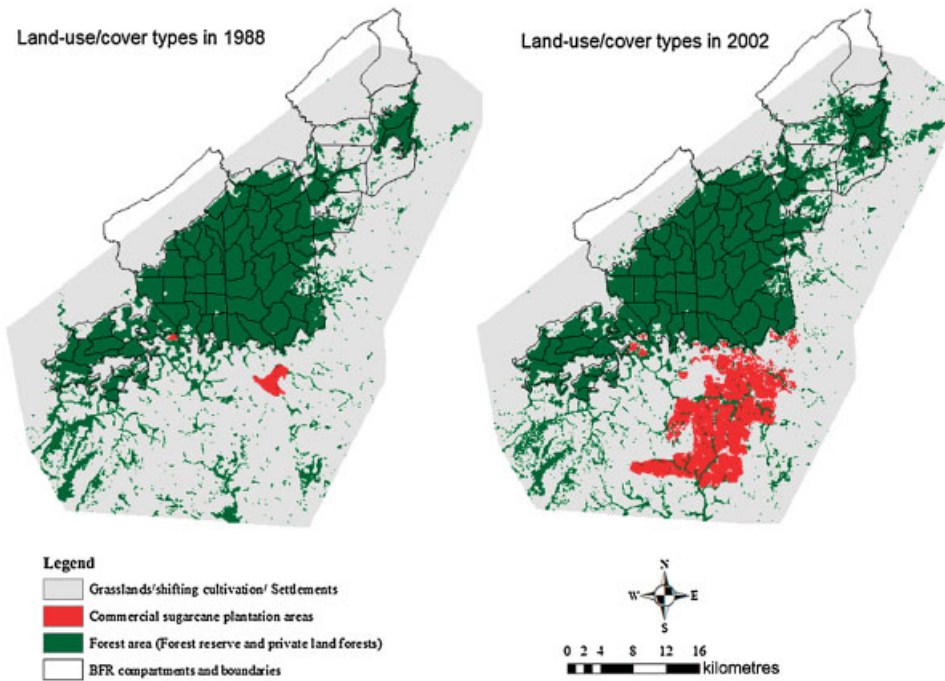 Land-use/cover types in 1988
Land-use/cover types in 2002
Legend
Grasslands/shifting cultivation/ Settlements
Commercial sugarcane plantation areas
Forest area (Forest reserve and private land forests)
BFR compartments and boundaries
N
W E
S
0 2 4 8 12 16
kilometres